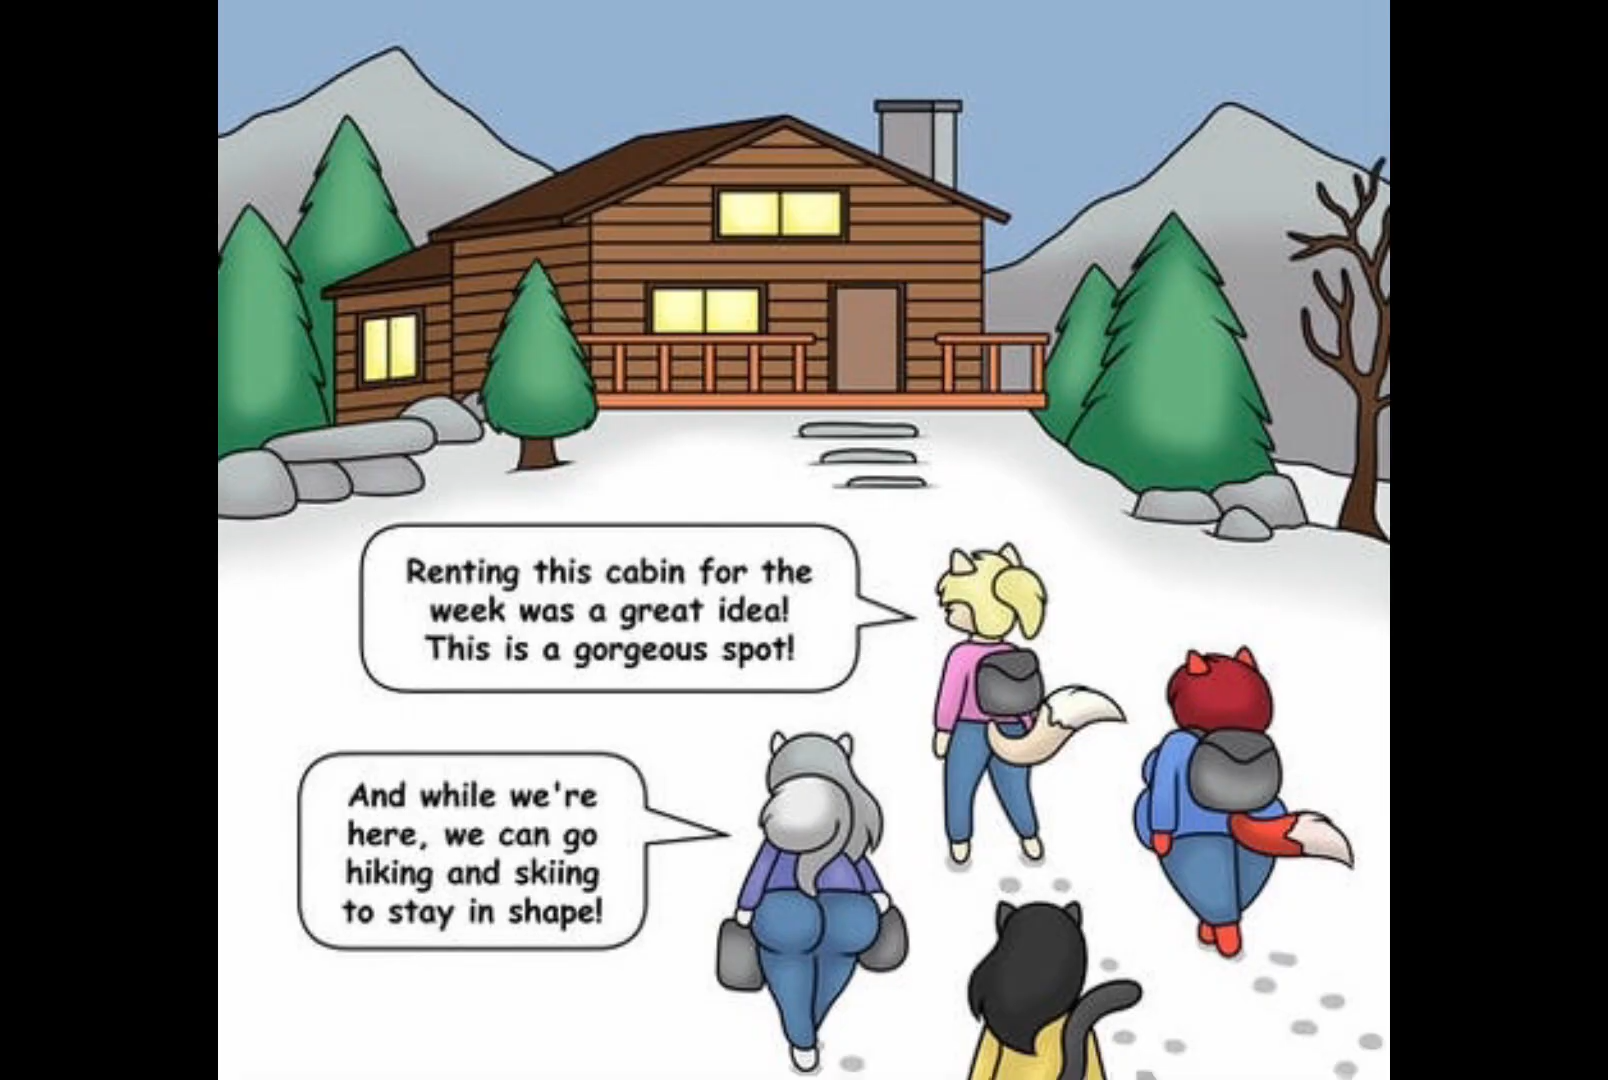 Renting this cabin for the
week was a great idea!
This is a gorgeous spot!
And while we're
here, we can go
hiking and skiing
to stay in shape!